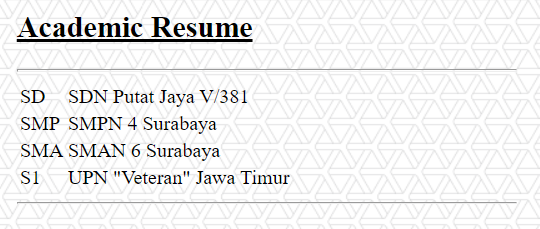 Academic Resume
SD SDN Putat Jaya V/381
SMP SMPN 4 Surabaya
SMA SMAN 6 Surabaya
S1 UPN "Veteran" Jawa Timur